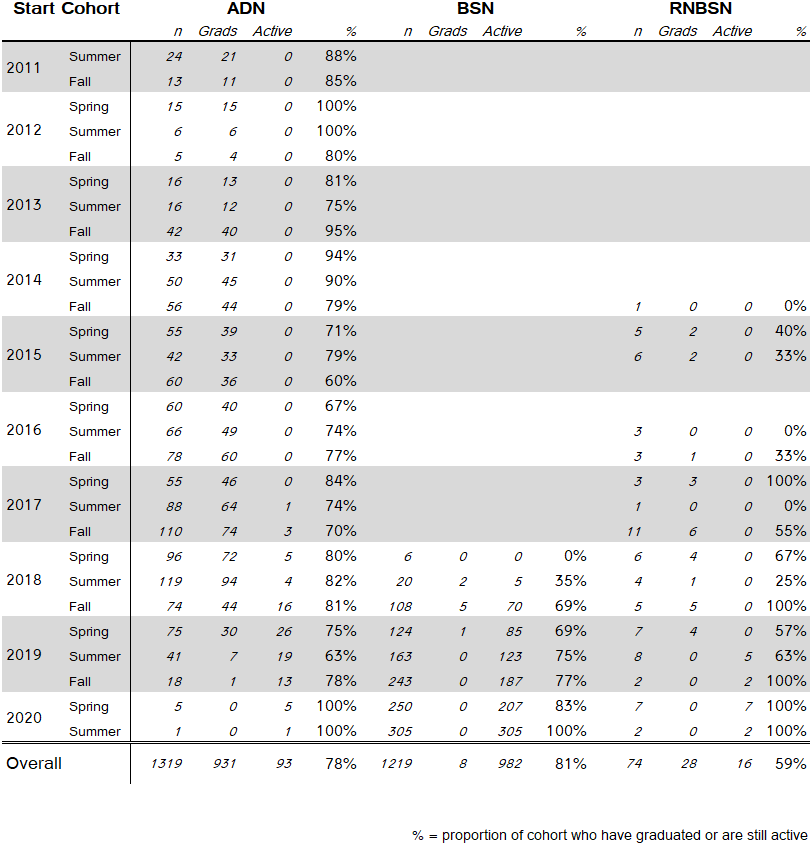 Start Cohort ADN BSN RNBSN
n Grads Active % n Grads Active % n Grads Active %
2011 Summer 24 21 0 88%
Fall 13 11 0 85%
2012 Spring 15 15 0 100%
Summer 6 6 0 100%
Fall 5 4 0 80%
2013 Spring 16 13 0 81%
Summer 16 12 0 75%
Fall 42 40 0 95%
2014 Spring 33 31 0 94%
Summer 50 45 0 90%
Fall 56 44 0 79% 1 0 0 0%
2015 Spring 55 39 0 71% 5 2 0 40%
Summer 42 33 0 79% 6 2 0 33%
Fall 60 36 0 60%
2016 Spring 60 40 0 67%
Summer 66 49 0 74% 3 0 0 0%
Fall 78 60 0 77% 3 1 0 33%
2017 Spring 55 46 0 84% 3 3 0 100%
Summer 88 64 1 74% 1 0 0 0%
Fall 110 74 3 70% 11 6 0 55%
2018 Spring 96 72 5 80% 6 0 0 0% 6 4 0 67%
Summer 119 94 4 82% 20 2 5 35% 4 1 0 25%
Fall 74 44 16 81% 108 5 70 69% 5 5 0 100%
2019 Spring 75 30 26 75% 124 1 85 69% 7 4 0 57%
Summer 41 7 19 63% 163 0 123 75% 8 0 5 63%
Fall 18 1 13 78% 243 0 187 77% 2 0 2 100%
2020 Spring 5 0 5 100% 250 0 207 83% 7 0 7 100%
Summer 1 0 1 100% 305 0 305 100% 2 0 2 100%
Overall 1319 931 93 78% 1219 8 982 81% 74 28 16 59%
% = proportion of cohort who have graduated or are still active